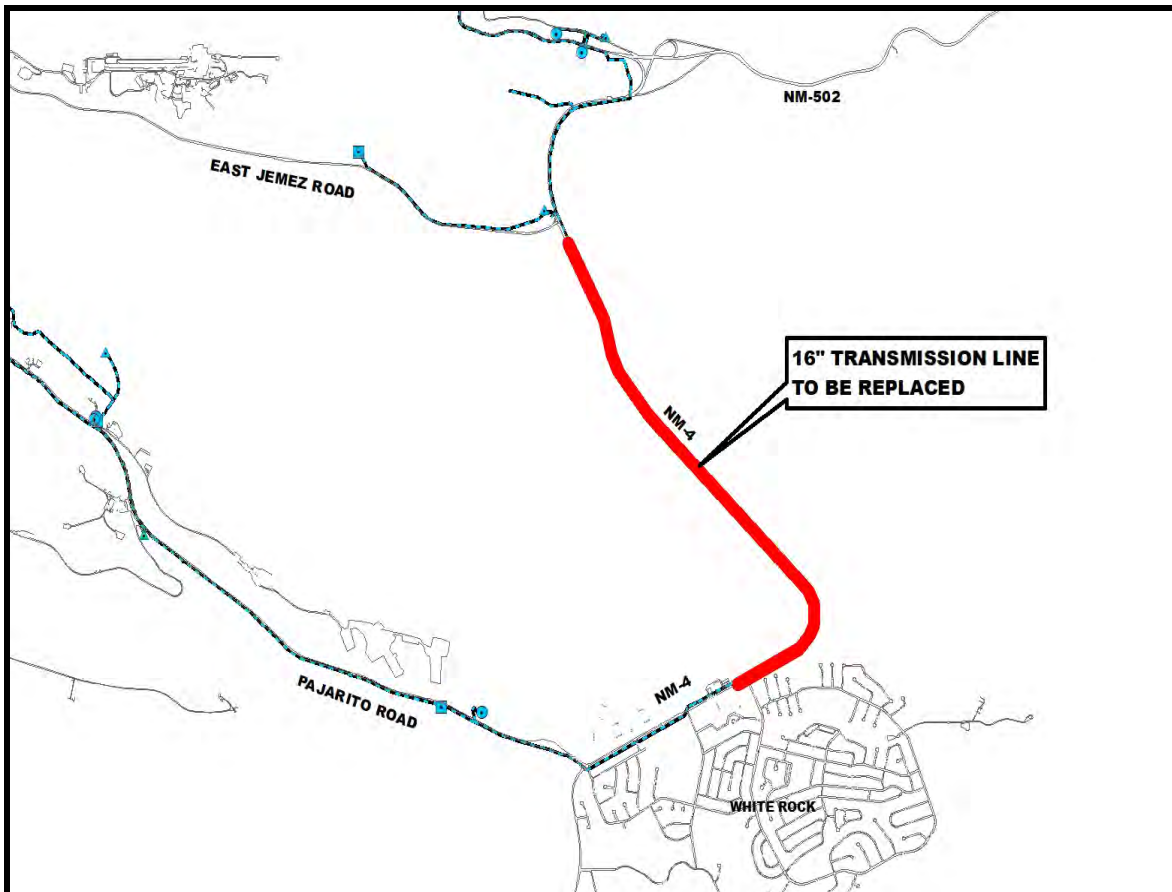 NM-502
EAST JEMEZ ROAD
16" TRANSMISSION LINE
TO BE REPLACED
NM-4
NM-4
PAJARITO ROAD
WHITE ROCK